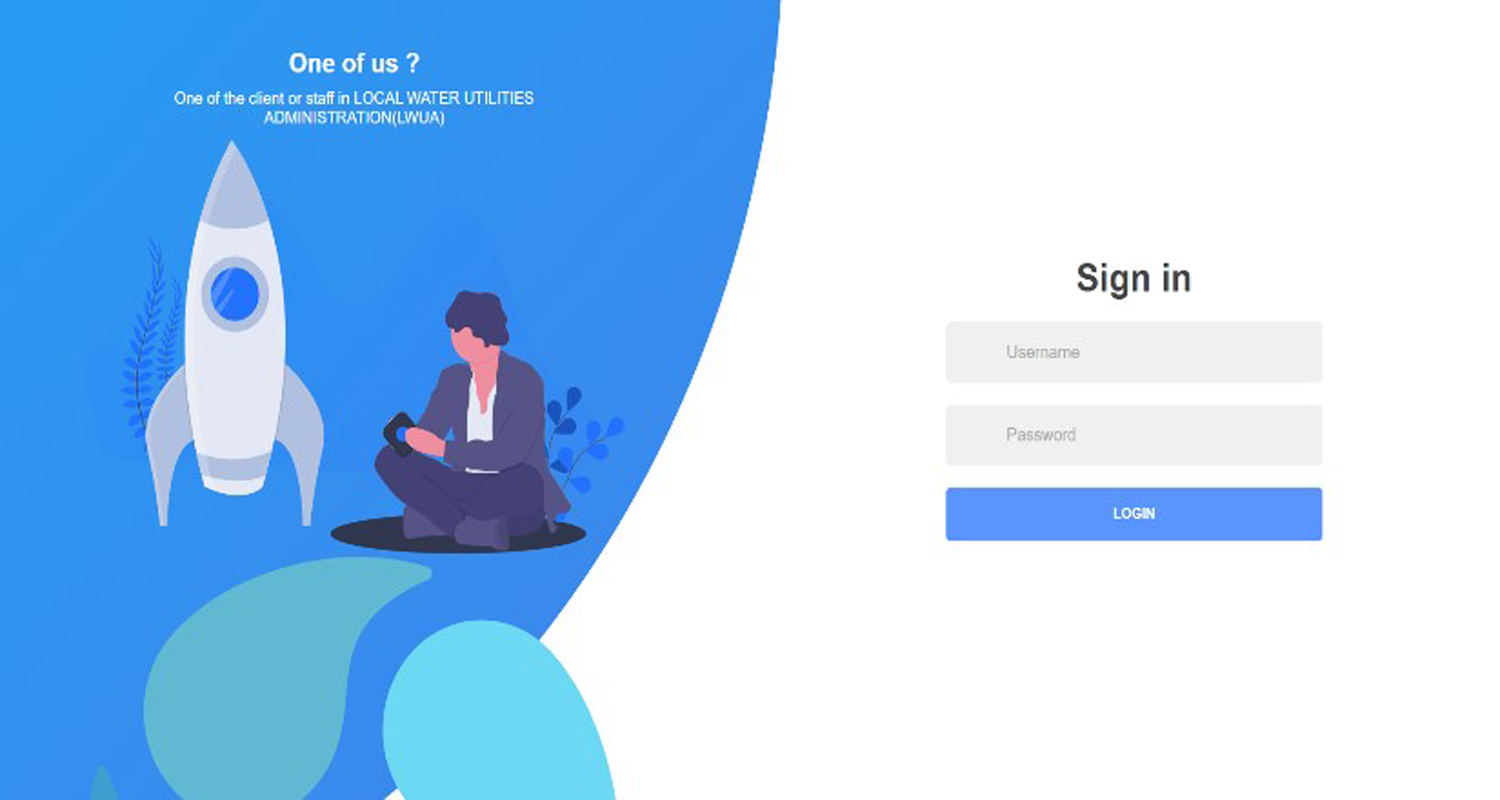 One of us ?
One of the client or staff in LOCAL WATER UTILITIES
ADMINISTRATION(LWUA)
Sign in
Username
Password
LOGIN